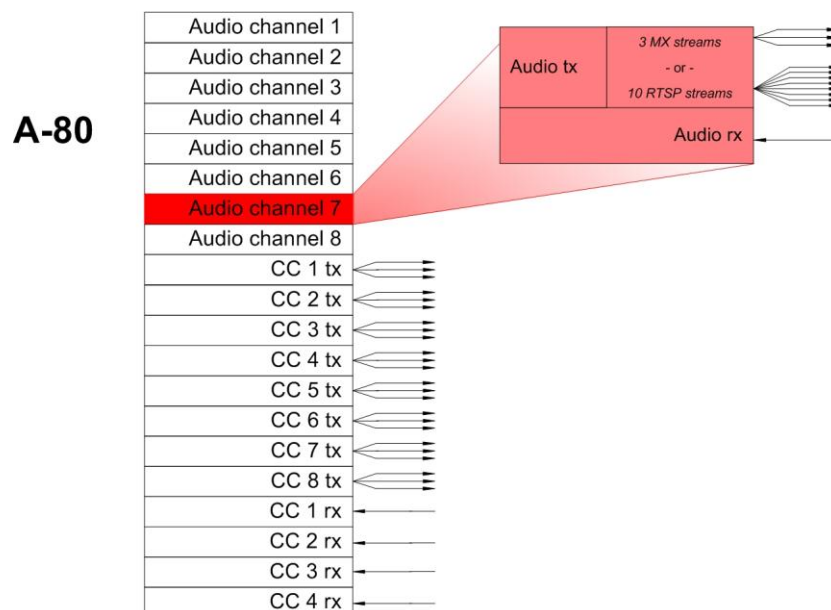 A-80
Audio channel 1
Audio channel 2
Audio channel 3
Audio channel 4
Audio channel 5
Audio channel 6
Audio channel 7
Audio channel 8
CC 1 tx
CC 2 tx
CC 3 tx
CC 4 tx
CC 5 tx
CC 6 tx
CC 7 tx
CC 8 tx
CC 1 rx
CC 2 rx
CC 3 rx
CC 4 rx
Audio tx
3 MX streams
- or -
10 RTSP streams
Audio rx